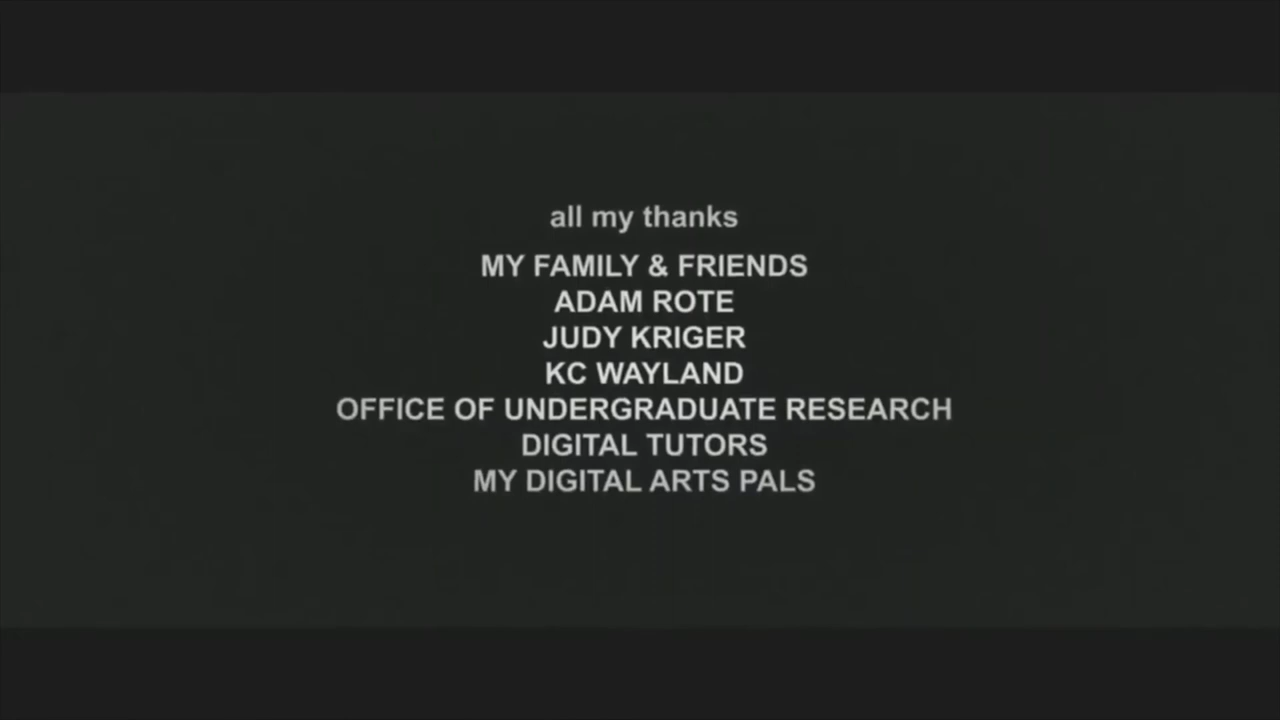 all my thanks
MY FAMILY & FRIENDS
ADAM ROTE
JUDY KRIGER
KC WAYLAND
OFFICE OF UNDERGRADUATE RESEARCH
DIGITAL TUTORS
MY DIGITAL ARTS PALS